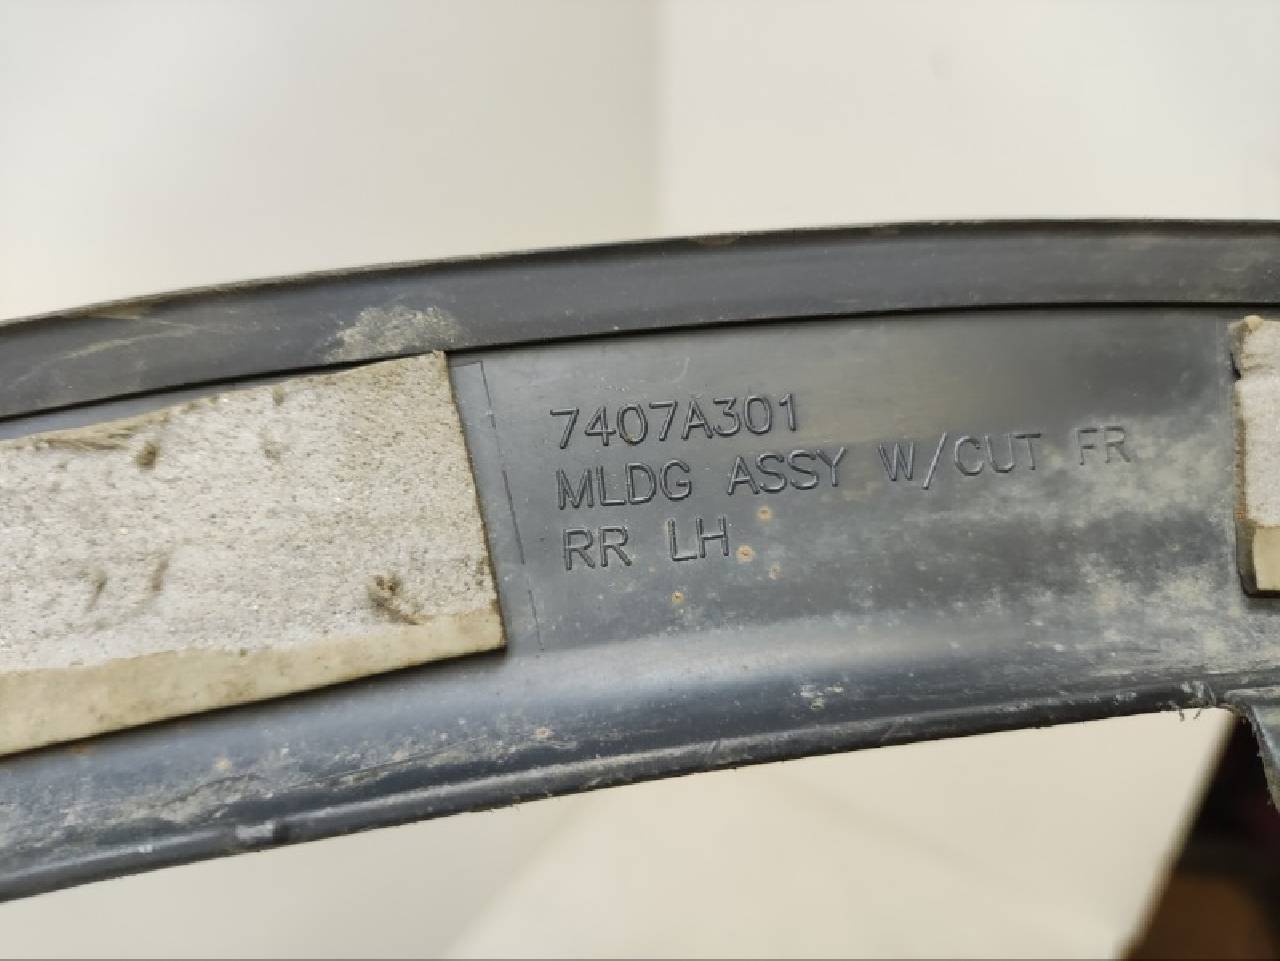 7407A301
MLDG ASSY W/CUT FR
RR LH